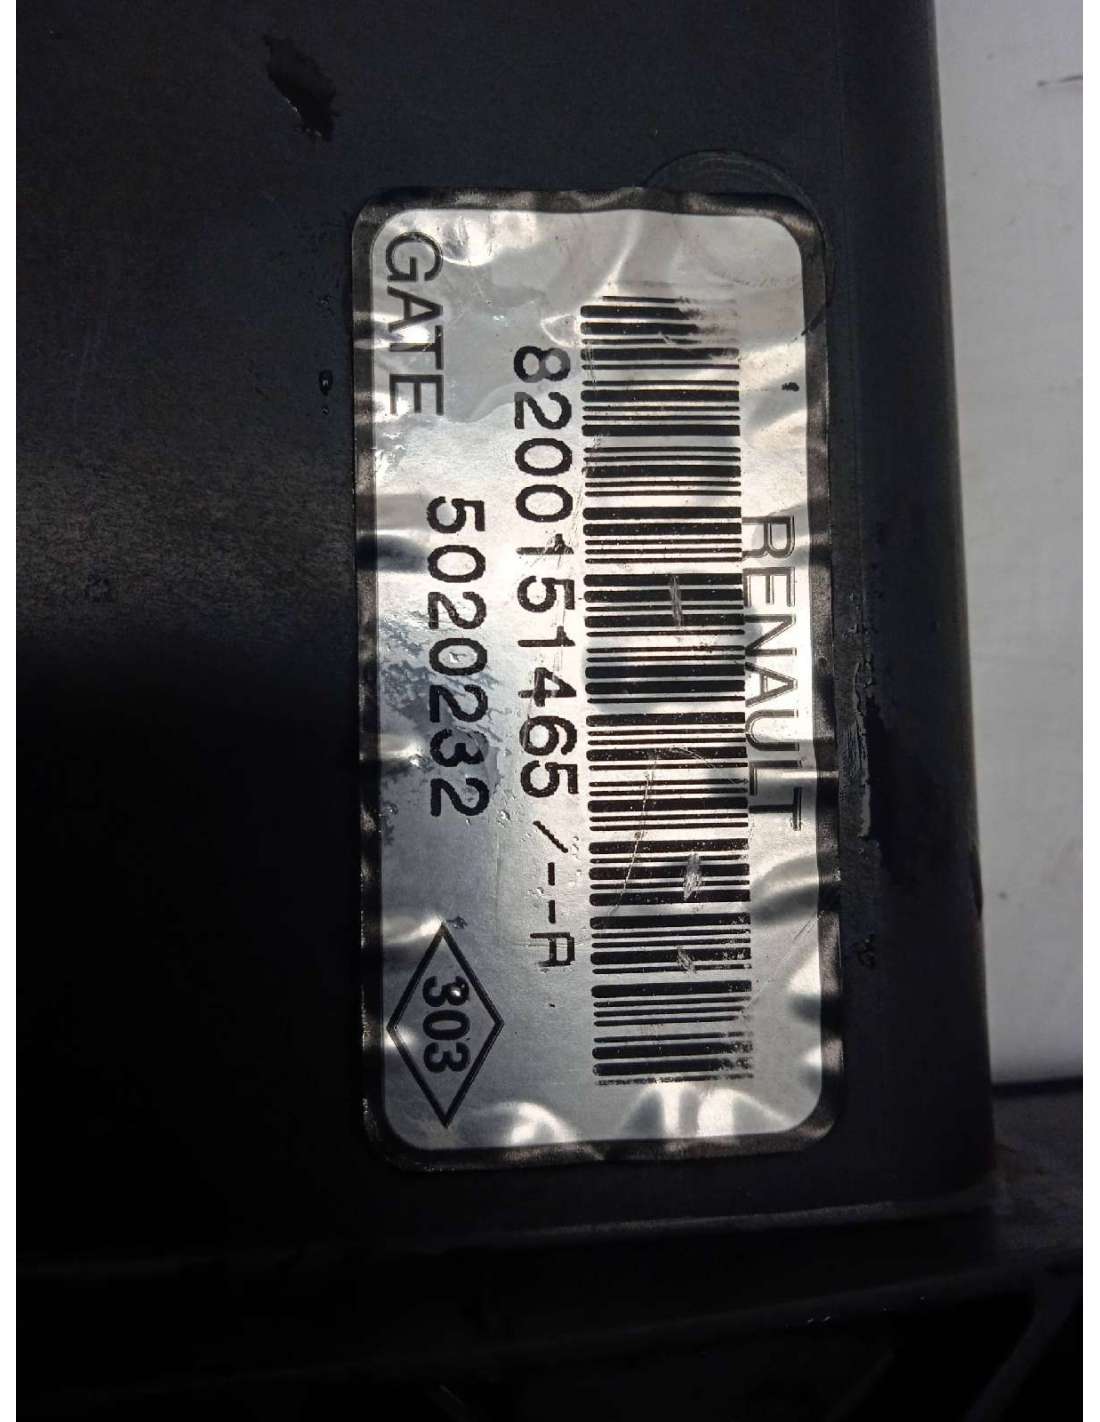 RENAULT
8200151465/--A
5020232
GATE
303